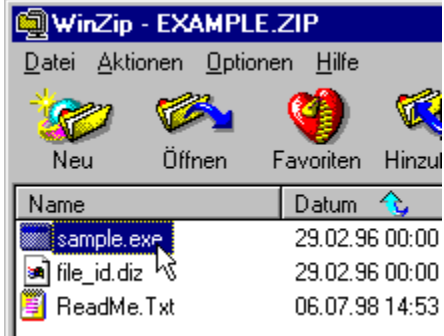 WinZip - EXAMPLE.ZIP
Datei Aktionen Optionen Hilfe
Neu Öffnen Favoriten
Name Datum
sample.exe 29.02.96 00:00
file_id.diz 29.02.96 00:00
ReadMe.Txt 06.07.98 14:53